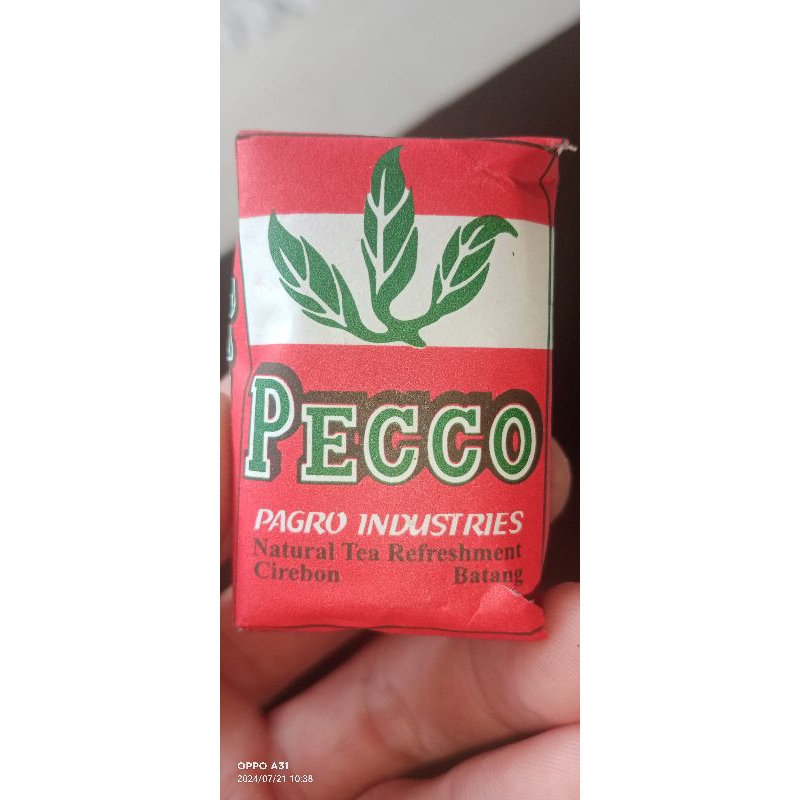 PECCO
PAGRO INDUSTRIES
Natural Tea Refreshment
Cirebon Batang
OPPO A31
2024/07/21 10:38